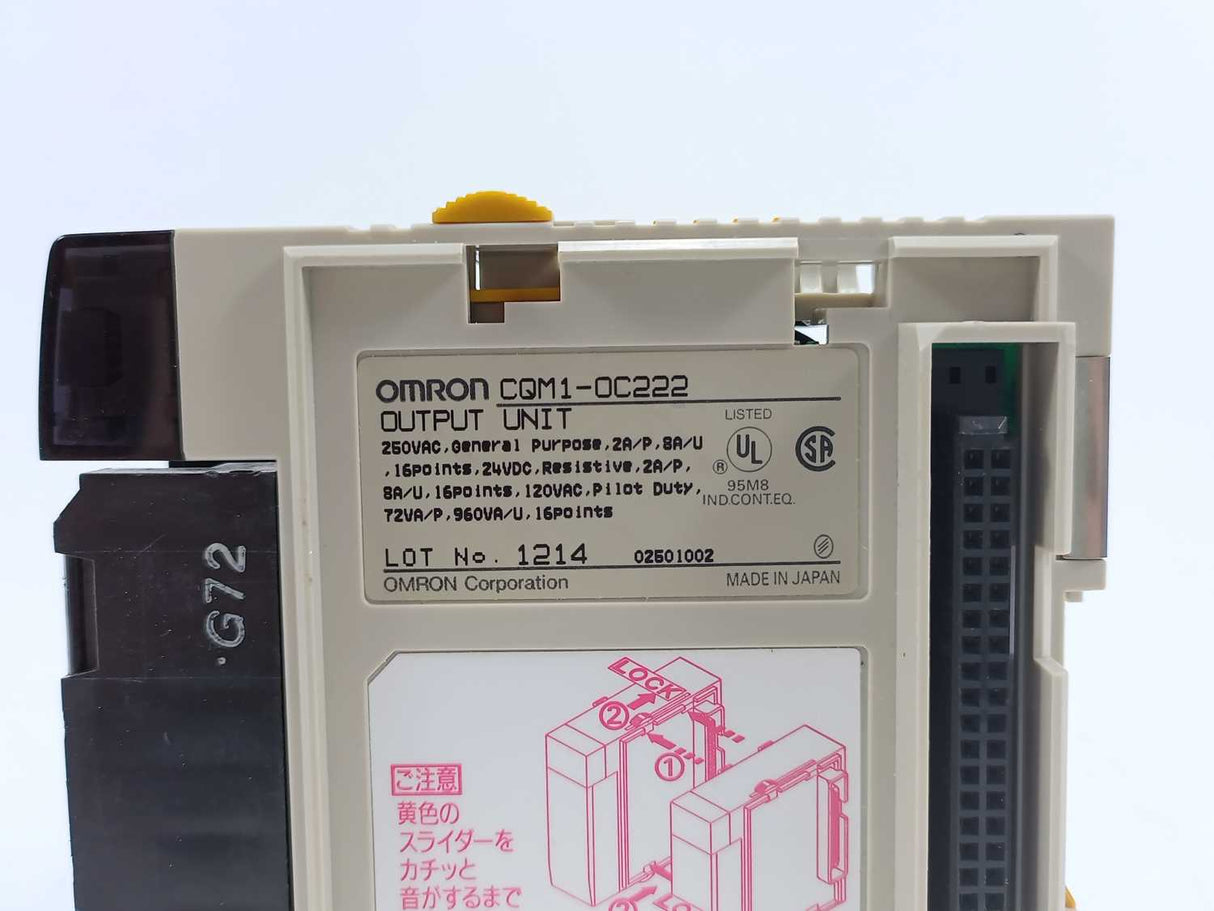 OMRON CQM1-OC222
OUTPUT UNIT
250VAC,General Purpose,2A/P,8A/U
,16Points,24VDC,Resistive,2A/P,
8A/U,16Points,120VAC,Pilot Duty,
72VA/P,960VA/U,16Points
LISTED
UL
®
SA
95M8
IND.CONT.EQ.
LOT No. 1214 02501002
OMRON Corporation MADE IN JAPAN
·G72
LOCK
②
①
ご注意
黄色の
スライダーを
カチッと
音がするまで